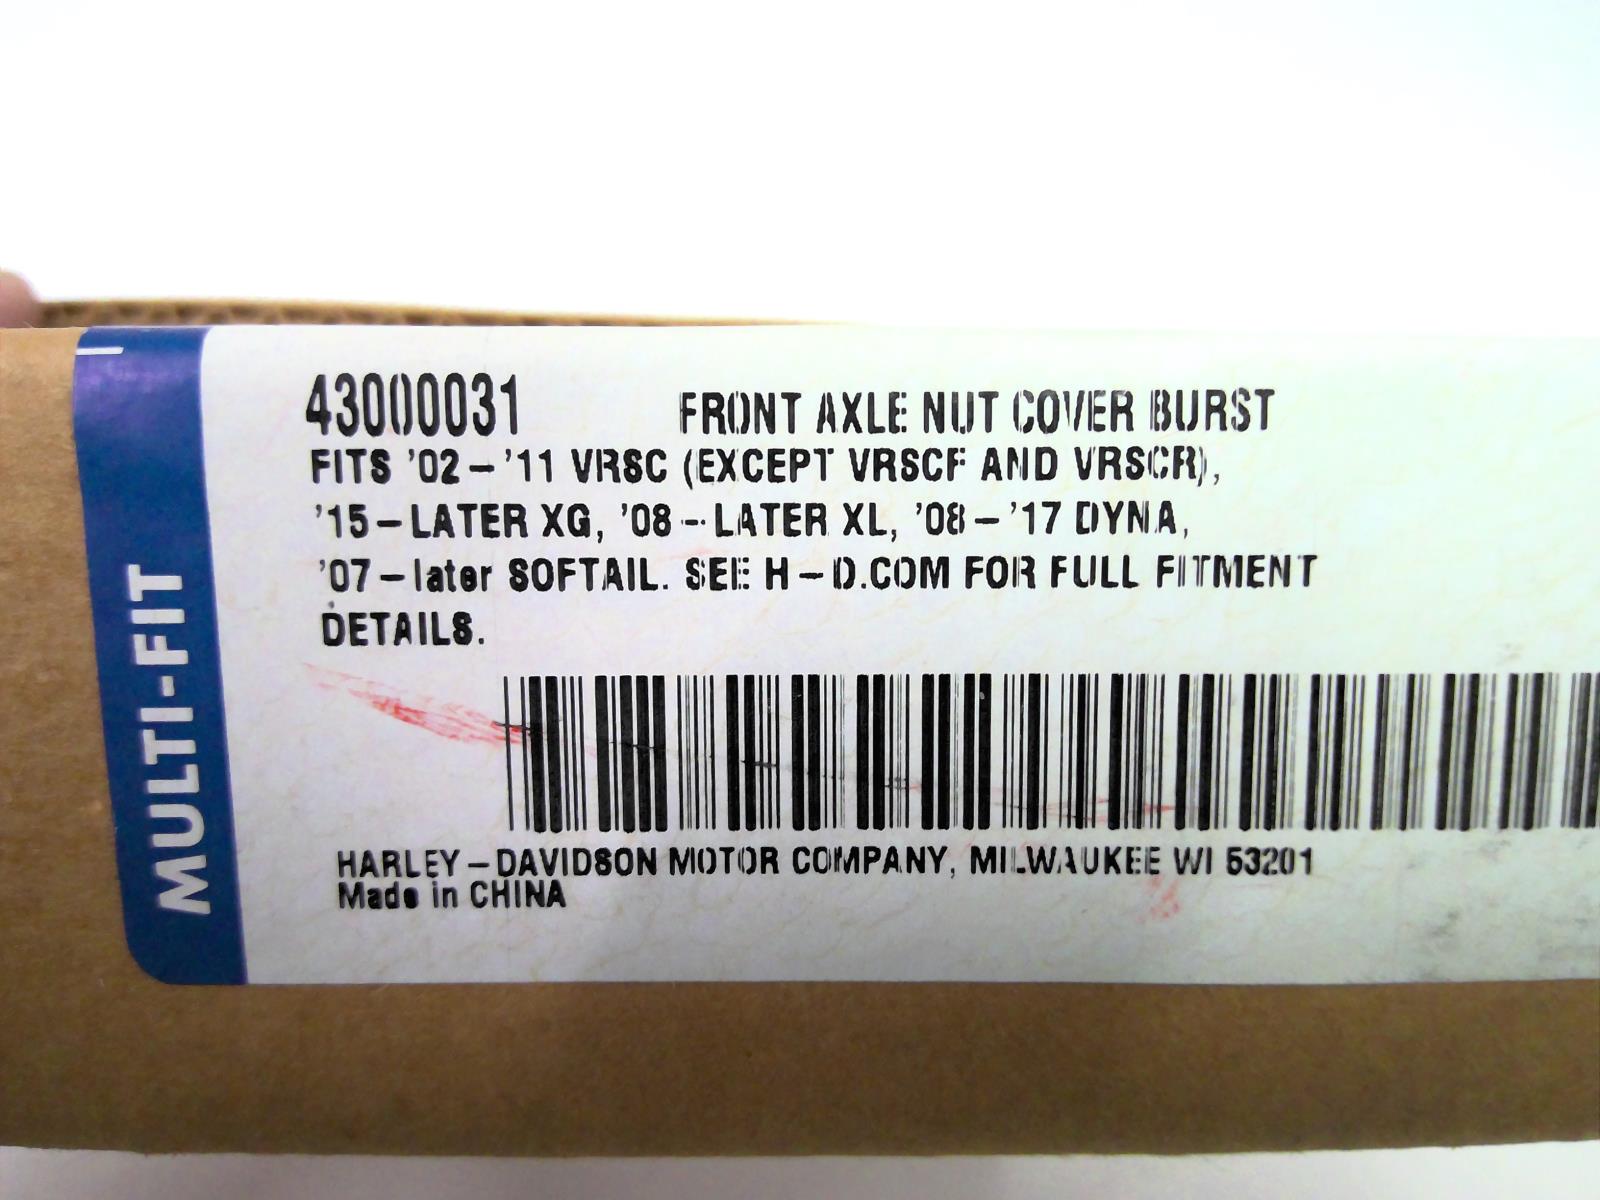 43000031 FRONT AXLE NUT COVER BURST
FITS '02-'11 VRSC (EXCEPT VRSCF AND VRSCR),
'15-LATER XG, '08-LATER XL, '08-'17 DYNA,
'07-later SOFTAIL. SEE H-D.COM FOR FULL FITMENT
DETAILS.
MULTI-FIT
HARLEY-DAVIDSON MOTOR COMPANY, MILWAUKEE WI 53201
Made in CHINA